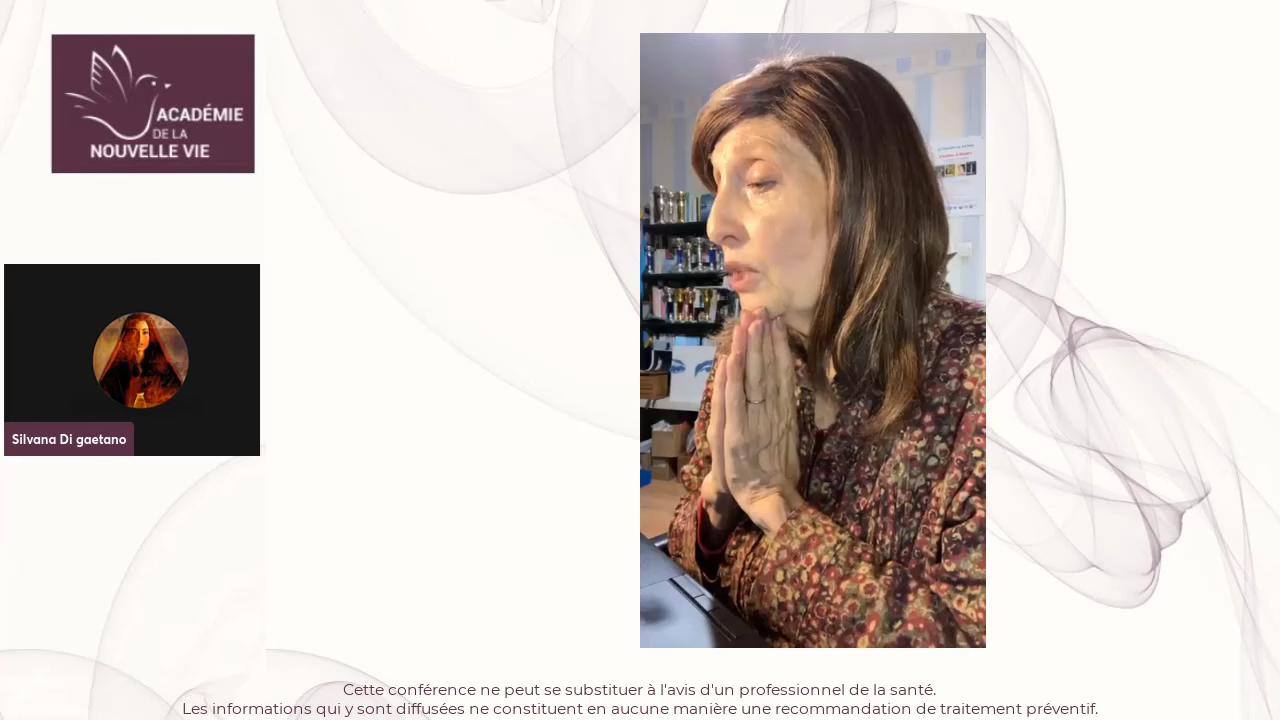 ACADÉMIE
DE LA
NOUVELLE VIE
Silvana Di gaetano
Cette conférence ne peut se substituer à l'avis d'un professionnel de la santé.
Les informations qui y sont diffusées ne constituent en aucune manière une recommandation de traitement préventif.